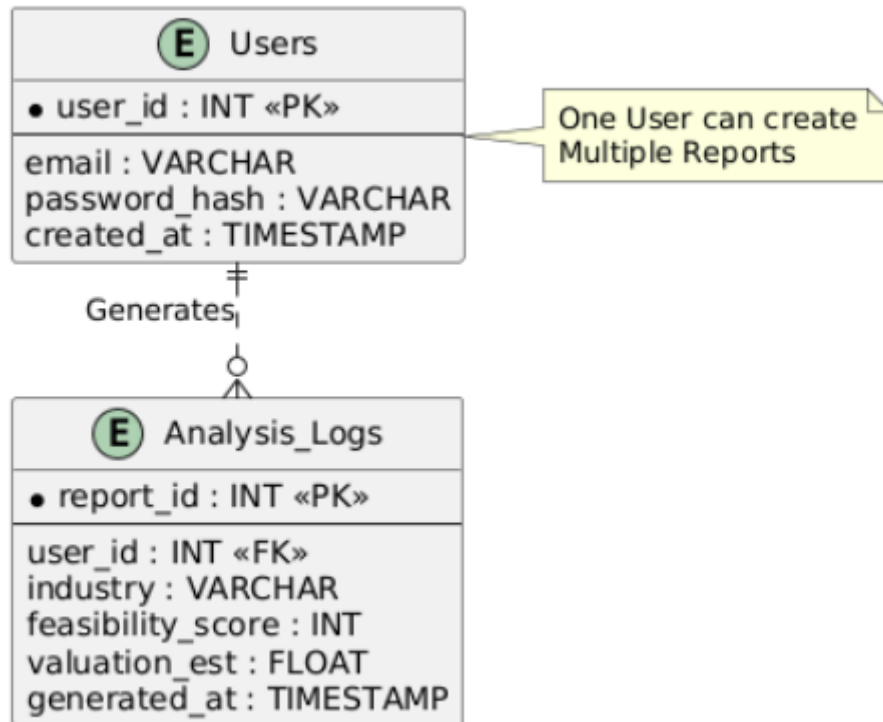 E Users
• user_id : INT «PK»
email : VARCHAR
password_hash : VARCHAR
created_at : TIMESTAMP
One User can create
Multiple Reports
Generates
E Analysis_Logs
• report_id : INT «PK»
user_id : INT «FK»
industry : VARCHAR
feasibility_score : INT
valuation_est : FLOAT
generated_at : TIMESTAMP